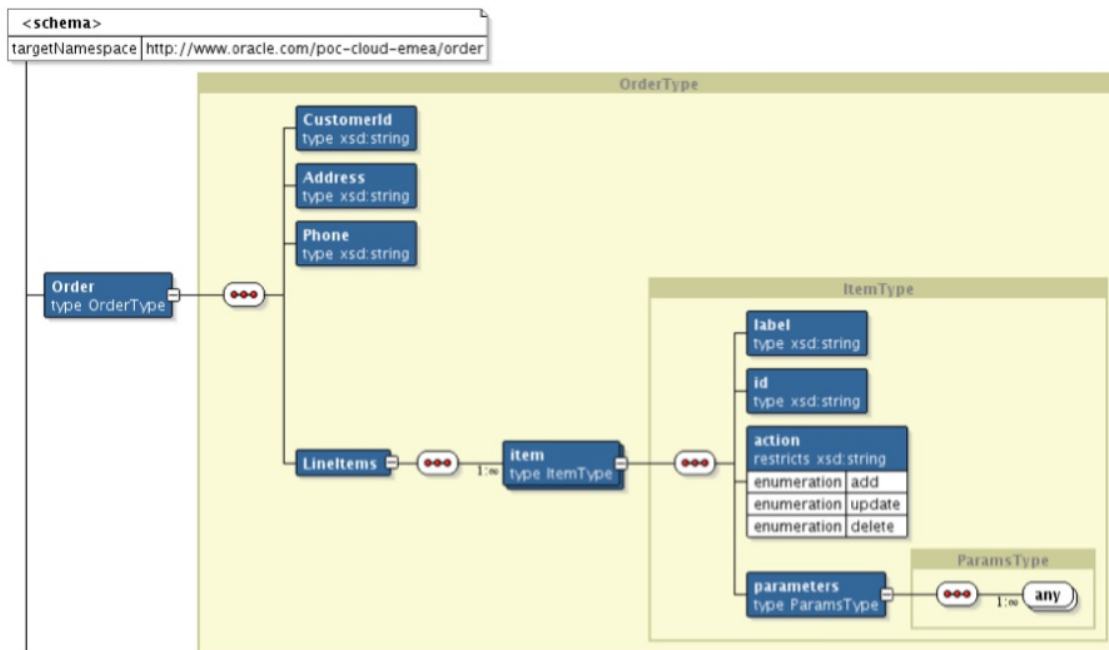 <schema>
targetNamespace http://www.oracle.com/poc-cloud-emea/order
OrderType
CustomerId
type xsd:string
Address
type xsd:string
Phone
type xsd:string
Order
type OrderType
ItemType
label
type xsd:string
id
type xsd:string
action
restricts xsd:string
enumeration add
enumeration update
enumeration delete
LineItems
1:∞
item
type ItemType
ParamsType
parameters
type ParamsType
1:∞
any